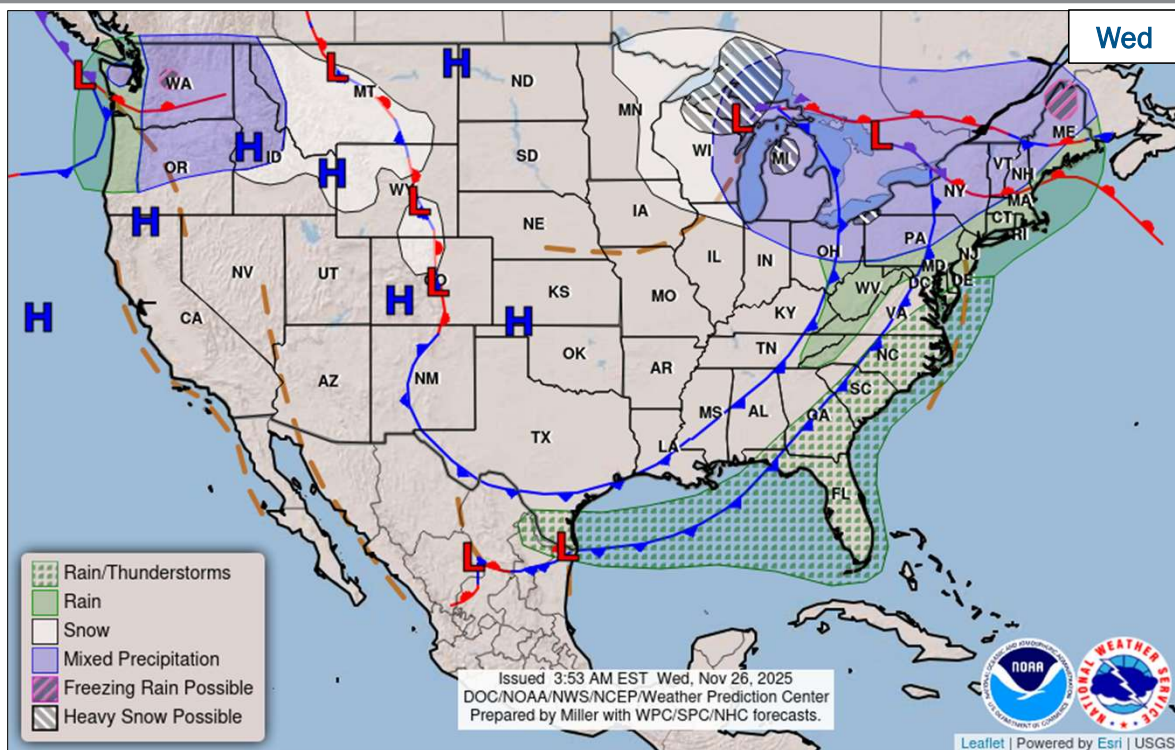 Wed
L
H
L
WA
MT
ND
MN
L
ME
L
WI
MI
VT
NH
H
ID
OR
SD
H
WY
NY
MA
CT
RI
L
IA
H
NE
OH
PA
NJ
IL
IN
MD
DE
DC
NV
UT
CO
L
WV
H
KS
MO
VA
KY
H
CA
H
TN
NC
OK
AR
AZ
NM
SC
MS
AL
GA
TX
LA
FL
L
L
Rain/Thunderstorms
Rain
Snow
Mixed Precipitation
Freezing Rain Possible
Heavy Snow Possible
Issued 3:53 AM EST Wed, Nov 26, 2025
DOC/NOAA/NWS/NCEP/Weather Prediction Center
Prepared by Miller with WPC/SPC/NHC forecasts.
NOAA
NATIONAL WEATHER SERVICE
Leaflet | Powered by Esri | USGS